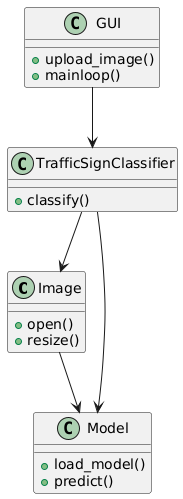 C GUI
upload_image()
mainloop()
C TrafficSignClassifier
classify()
C Image
open()
resize()
C Model
load_model()
predict()